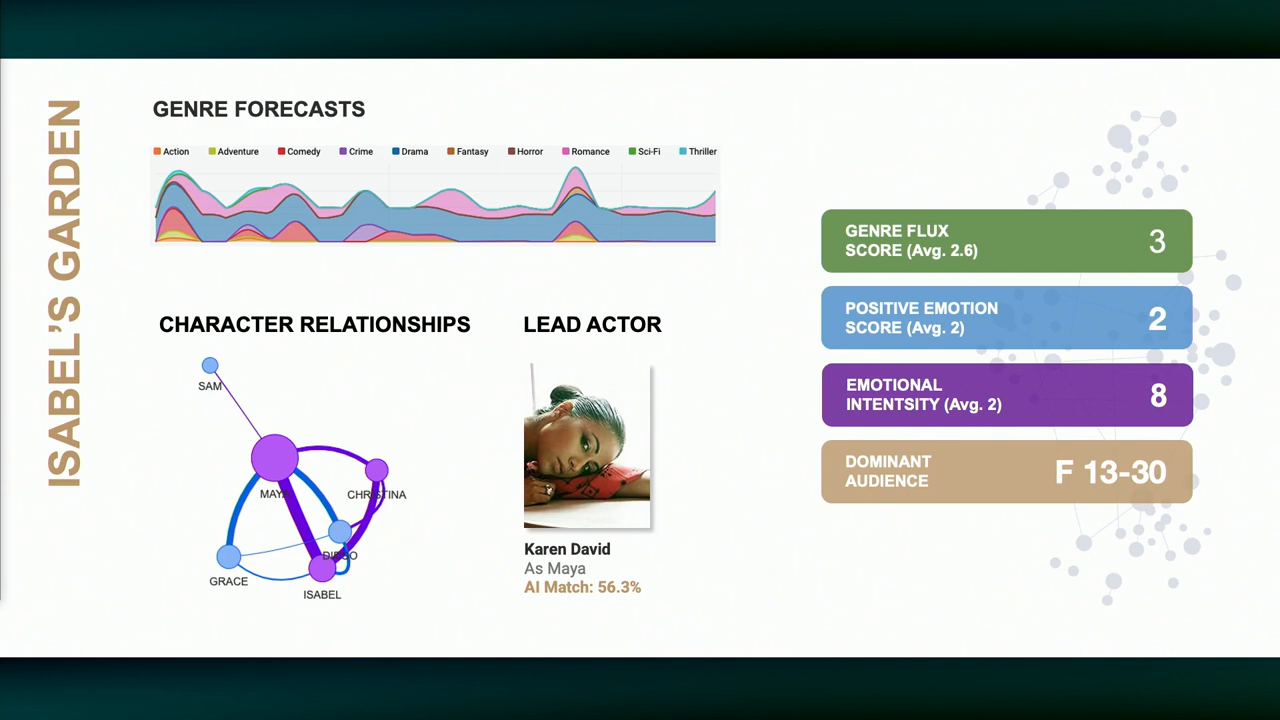 ISABEL'S GARDEN
GENRE FORECASTS
Action Adventure Comedy Crime Drama Fantasy Horror Romance Sci-Fi Thriller
CHARACTER RELATIONSHIPS
SAM
MAYA
CHRISTINA
DIEGO
GRACE
ISABEL
LEAD ACTOR
Karen David
As Maya
AI Match: 56.3%
GENRE FLUX
SCORE (Avg. 2.6)
3
POSITIVE EMOTION
SCORE (Avg. 2)
2
EMOTIONAL
INTENTSITY (Avg. 2)
8
DOMINANT
AUDIENCE
F 13-30